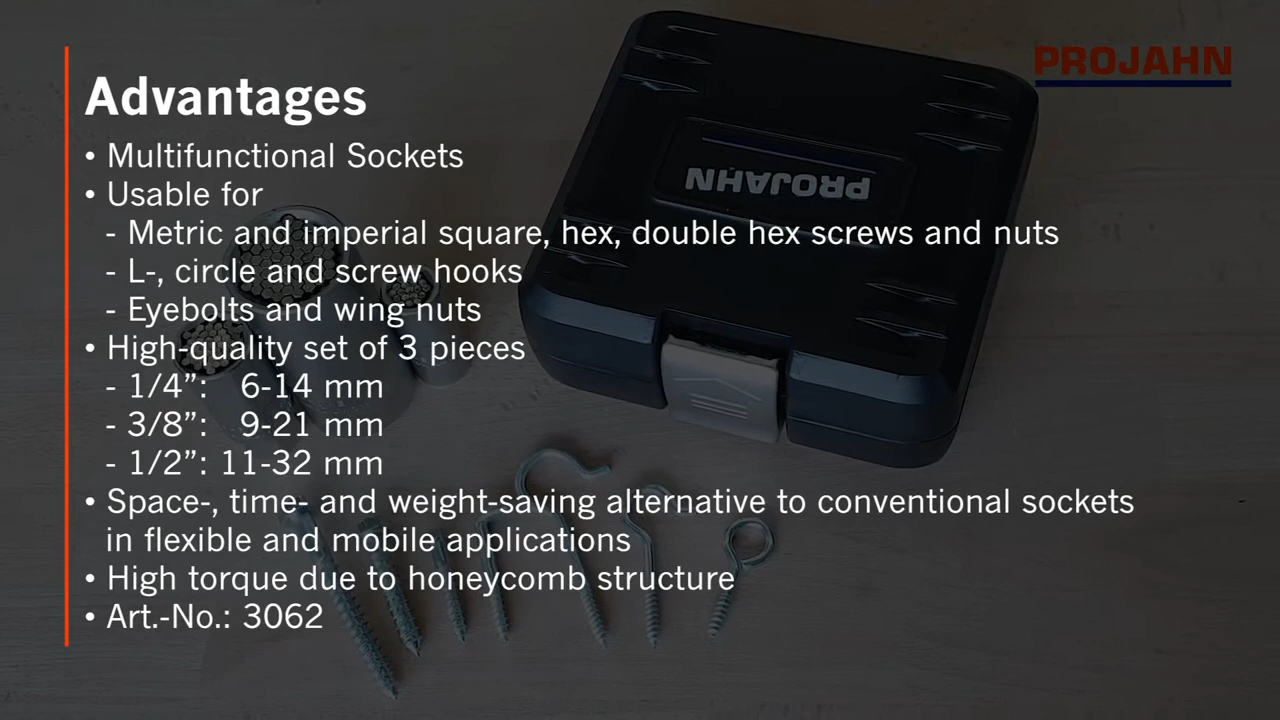 PROJAHN
Advantages
• Multifunctional Sockets
• Usable for
- Metric and imperial square, hex, double hex screws and nuts
- L-, circle and screw hooks
- Eyebolts and wing nuts
• High-quality set of 3 pieces
- 1/4”: 6-14 mm
- 3/8”: 9-21 mm
- 1/2”: 11-32 mm
• Space-, time- and weight-saving alternative to conventional sockets
in flexible and mobile applications
• High torque due to honeycomb structure
• Art.-No.: 3062
PROJAHN